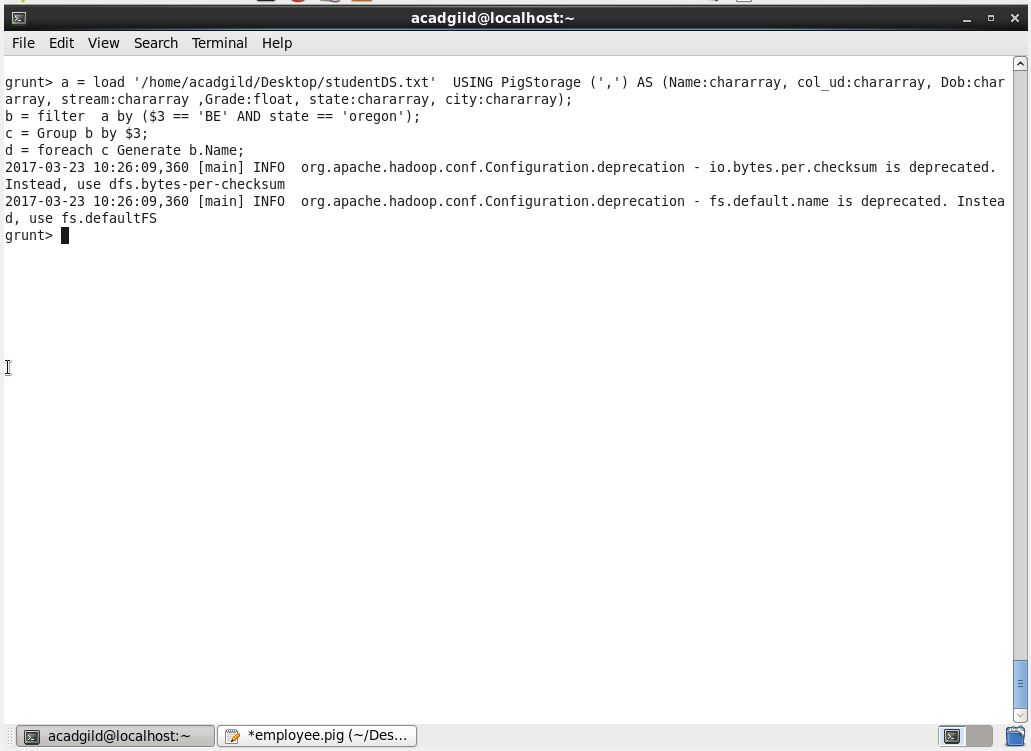 acadgild@localhost:~
File Edit View Search Terminal Help
grunt> a = load '/home/acadgild/Desktop/studentDS.txt'  USING PigStorage (',') AS (Name:chararray, col_ud:chararray, Dob:char
array, stream:chararray ,Grade:float, state:chararray, city:chararray);
b = filter  a by ($3 == 'BE' AND state == 'oregon');
c = Group b by $3;
d = foreach c Generate b.Name;
2017-03-23 10:26:09,360 [main] INFO  org.apache.hadoop.conf.Configuration.deprecation - io.bytes.per.checksum is deprecated.
Instead, use dfs.bytes-per-checksum
2017-03-23 10:26:09,360 [main] INFO  org.apache.hadoop.conf.Configuration.deprecation - fs.default.name is deprecated. Instea
d, use fs.defaultFS
grunt>
acadgild@localhost:~
*employee.pig (~/Des...